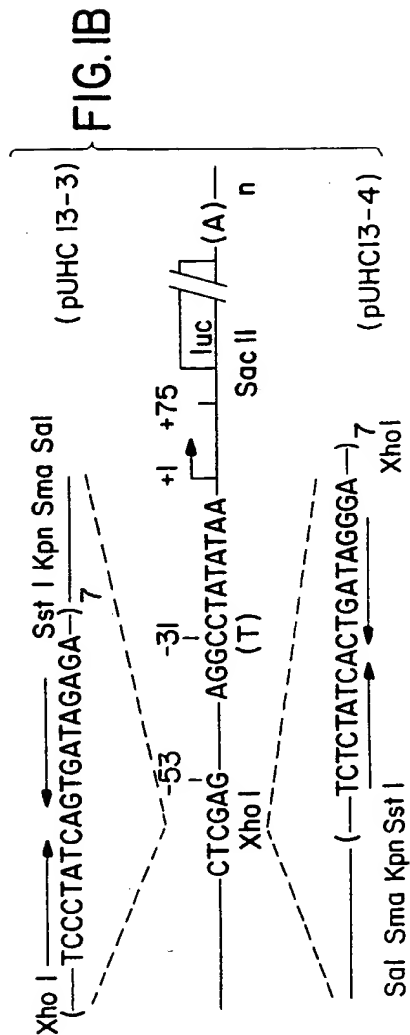 FIG. 1B
Xho I Sst I Kpn Sma Sal
(—TCCCTATCAGTGATAGAGA—)7 (pUHC 13-3)
-53 -31 +1 +75
CTCGAG AGGCCTATATAA luc (A) n
Xho I (T) Sac II
(—TCTCTATCACTGATAGGGA—)7 (pUHC13-4)
Sal Sma Kpn Sst I Xho I